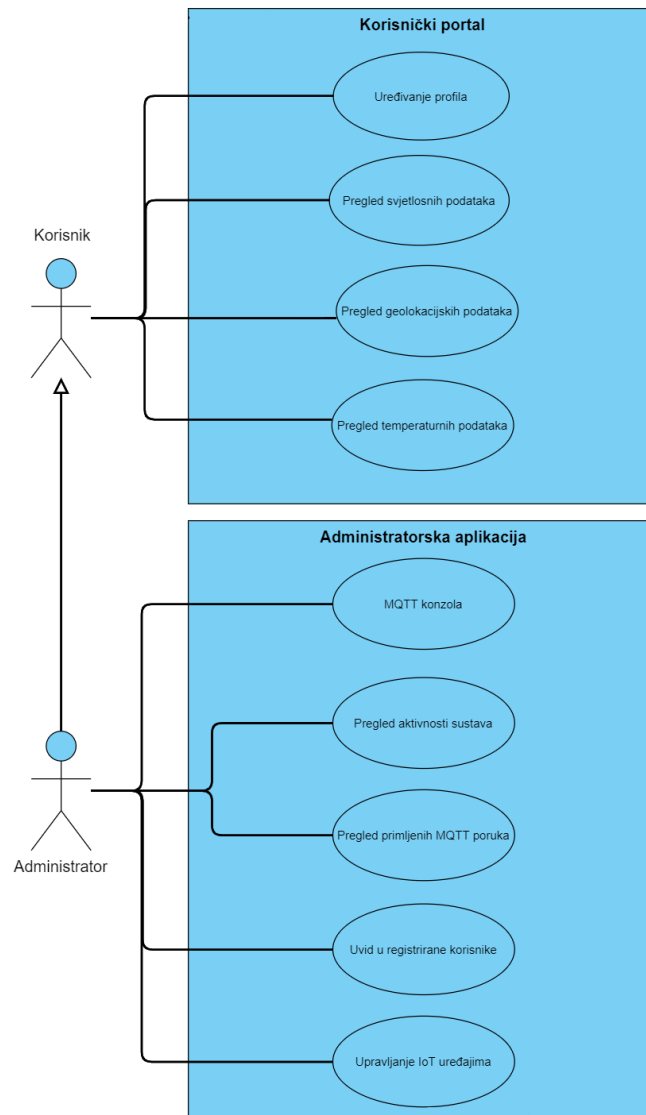 Korisnički portal
Uređivanje profila
Pregled svjetlosnih podataka
Korisnik
Pregled geolokacijskih podataka
Pregled temperaturnih podataka
Administratorska aplikacija
MQTT konzola
Pregled aktivnosti sustava
Pregled primljenih MQTT poruka
Administrator
Uvid u registrirane korisnike
Upravljanje IoT uređajima